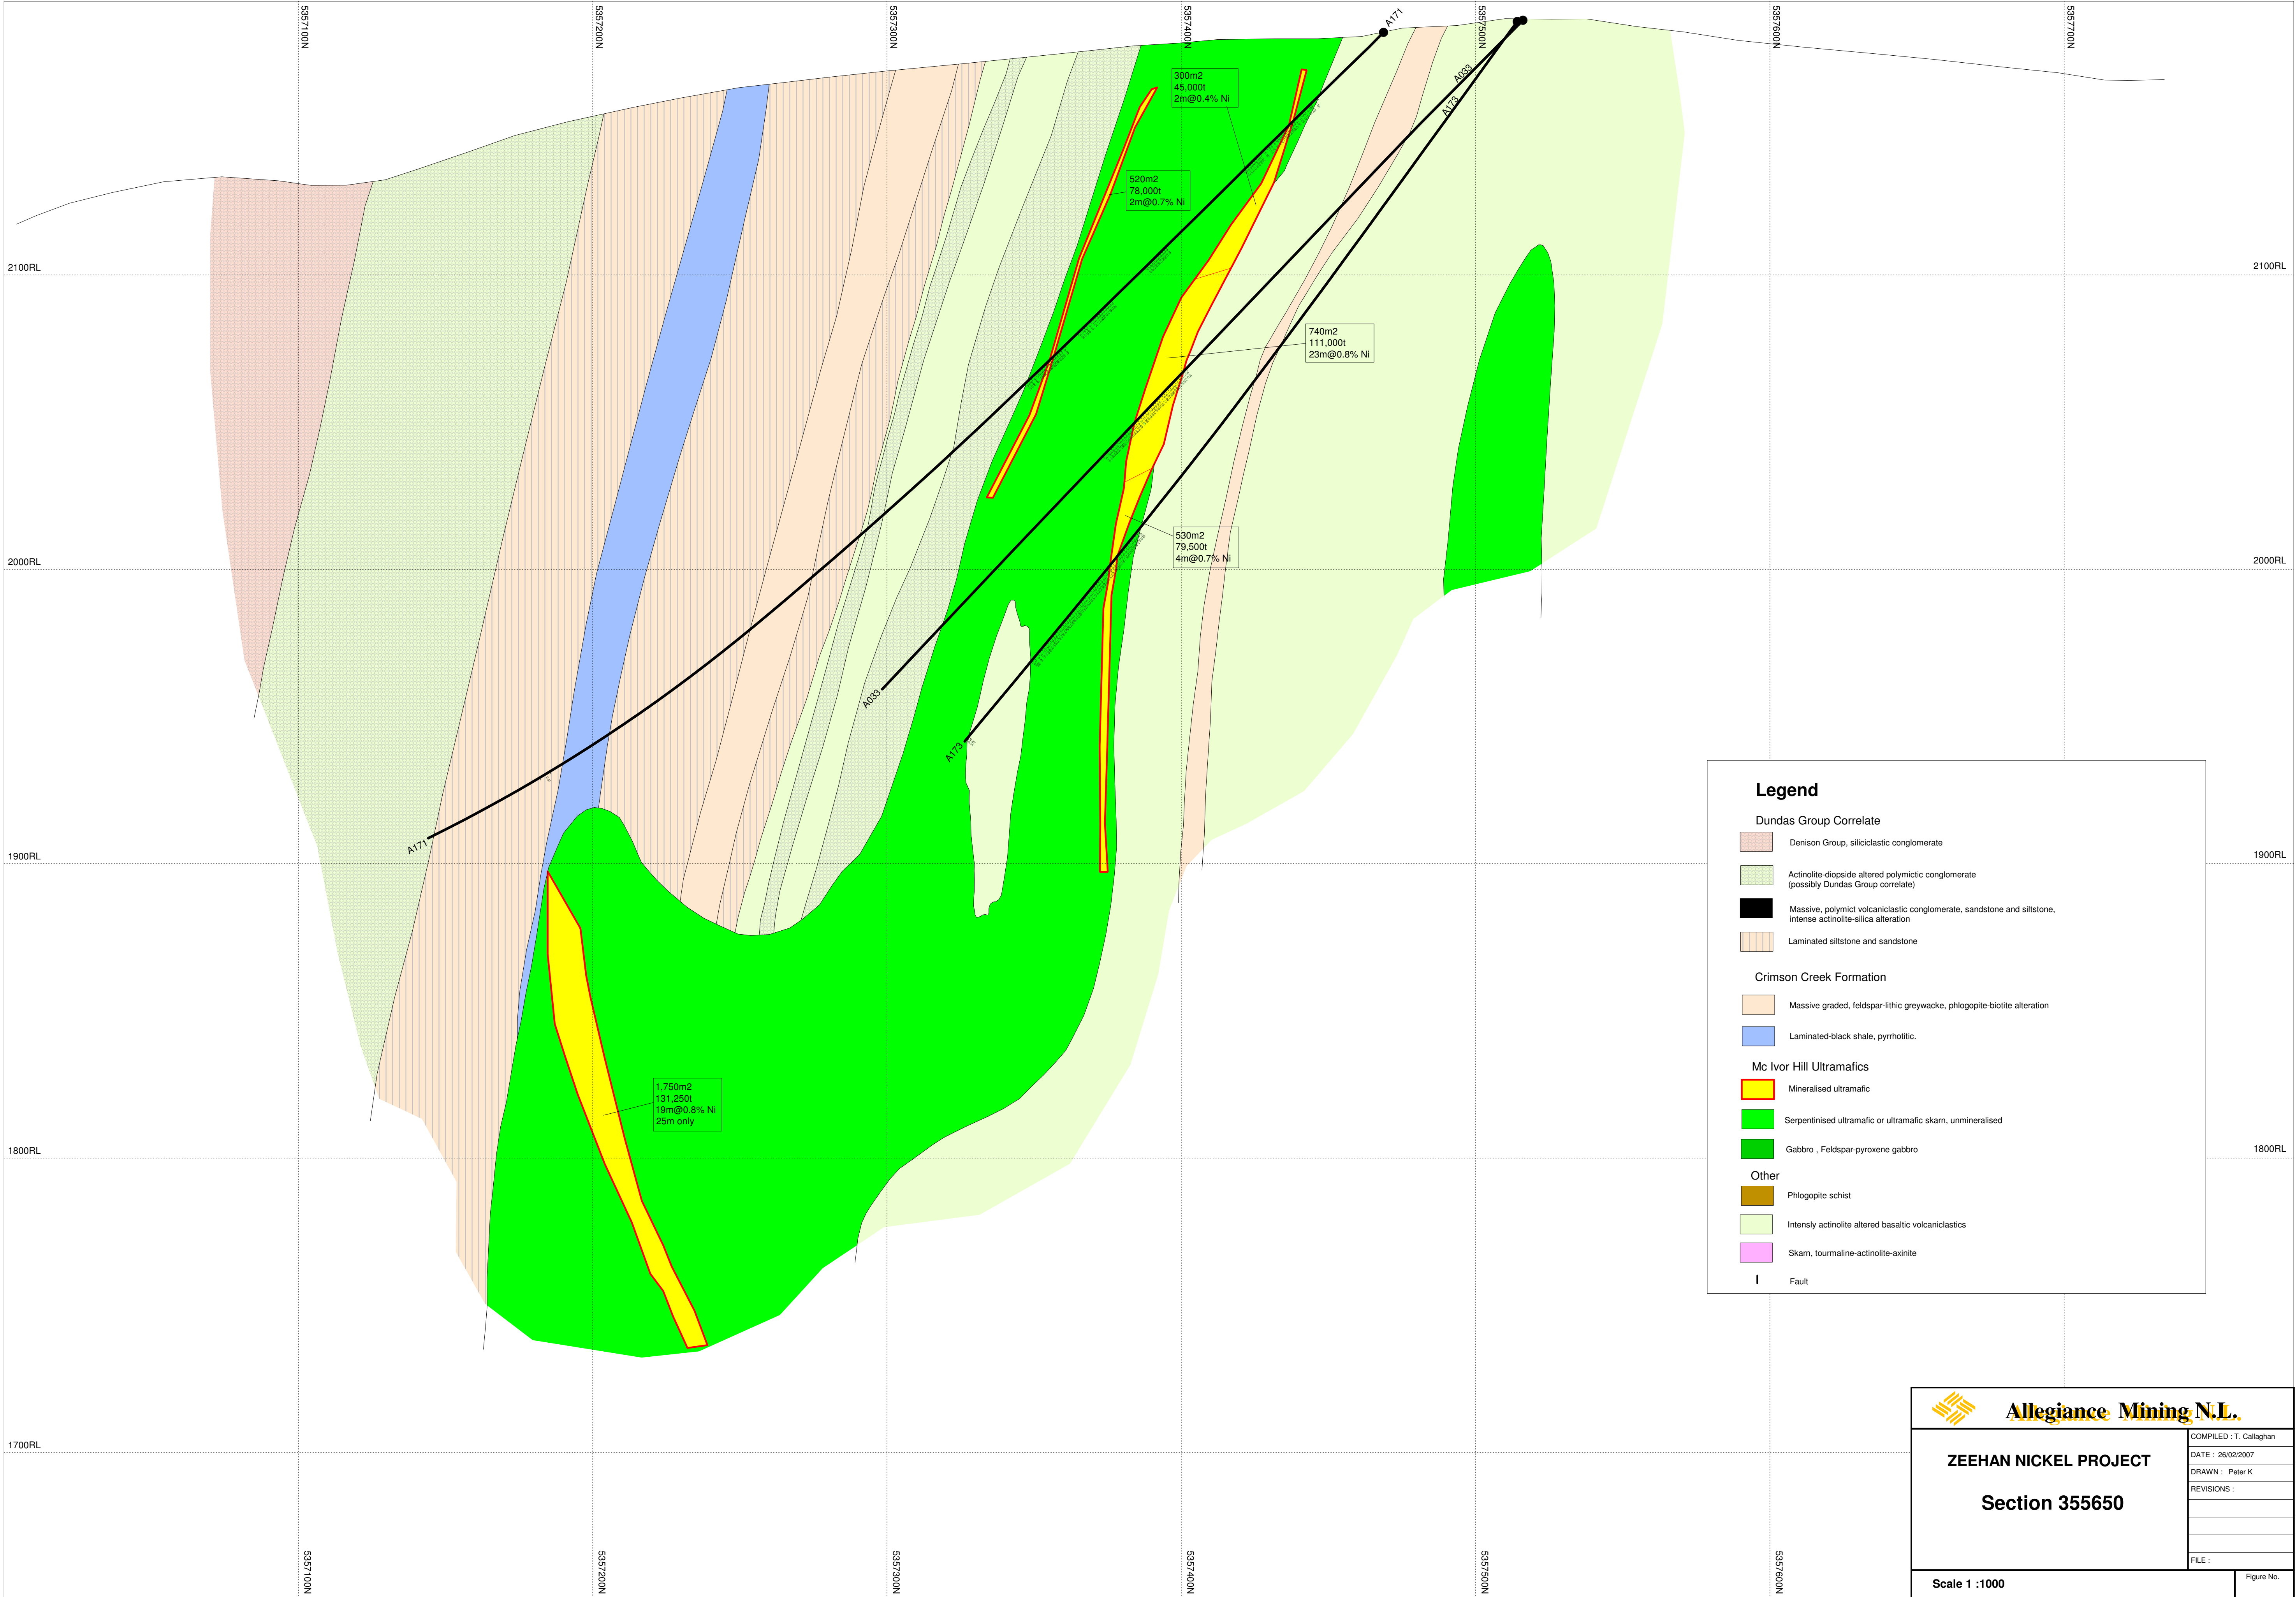 5357100N
5357200N
5357300N
5357400N
5357500N
5357600N
5357700N
A171
A033
A173
300m2
45,000t
2m@0.4% Ni
520m2
78,000t
2m@0.7% Ni
2100RL
2100RL
740m2
111,000t
23m@0.8% Ni
530m2
79,500t
4m@0.7% Ni
2000RL
2000RL
A033
A173
A171
1900RL
1900RL
1,750m2
131,250t
19m@0.8% Ni
25m only
1800RL
1800RL
1700RL
Legend
Dundas Group Correlate
Denison Group, siliciclastic conglomerate
Actinolite-diopside altered polymictic conglomerate
(possibly Dundas Group correlate)
Massive, polymict volcaniclastic conglomerate, sandstone and siltstone,
intense actinolite-silica alteration
Laminated siltstone and sandstone
Crimson Creek Formation
Massive graded, feldspar-lithic greywacke, phlogopite-biotite alteration
Laminated-black shale, pyrrhotitic.
Mc Ivor Hill Ultramafics
Mineralised ultramafic
Serpentinised ultramafic or ultramafic skarn, unmineralised
Gabbro , Feldspar-pyroxene gabbro
Other
Phlogopite schist
Intensly actinolite altered basaltic volcaniclastics
Skarn, tourmaline-actinolite-axinite
Fault
Allegiance Mining N.L.
ZEEHAN NICKEL PROJECT
Section 355650
COMPILED : T. Callaghan
DATE : 26/02/2007
DRAWN : Peter K
REVISIONS :
FILE :
Scale 1 :1000
Figure No.
5357100N
5357200N
5357300N
5357400N
5357500N
5357600N